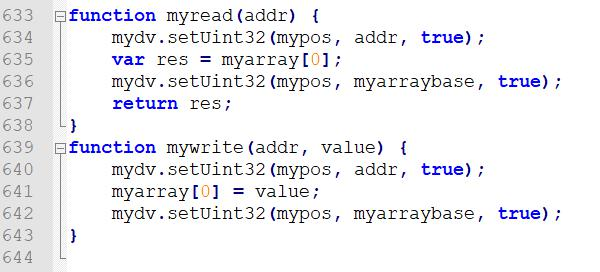 633 function myread(addr) {
634     mydv.setUint32(mypos, addr, true);
635     var res = myarray[0];
636     mydv.setUint32(mypos, myarraybase, true);
637     return res;
638 }
639 function mywrite(addr, value) {
640     mydv.setUint32(mypos, addr, true);
641     myarray[0] = value;
642     mydv.setUint32(mypos, myarraybase, true);
643 }
644